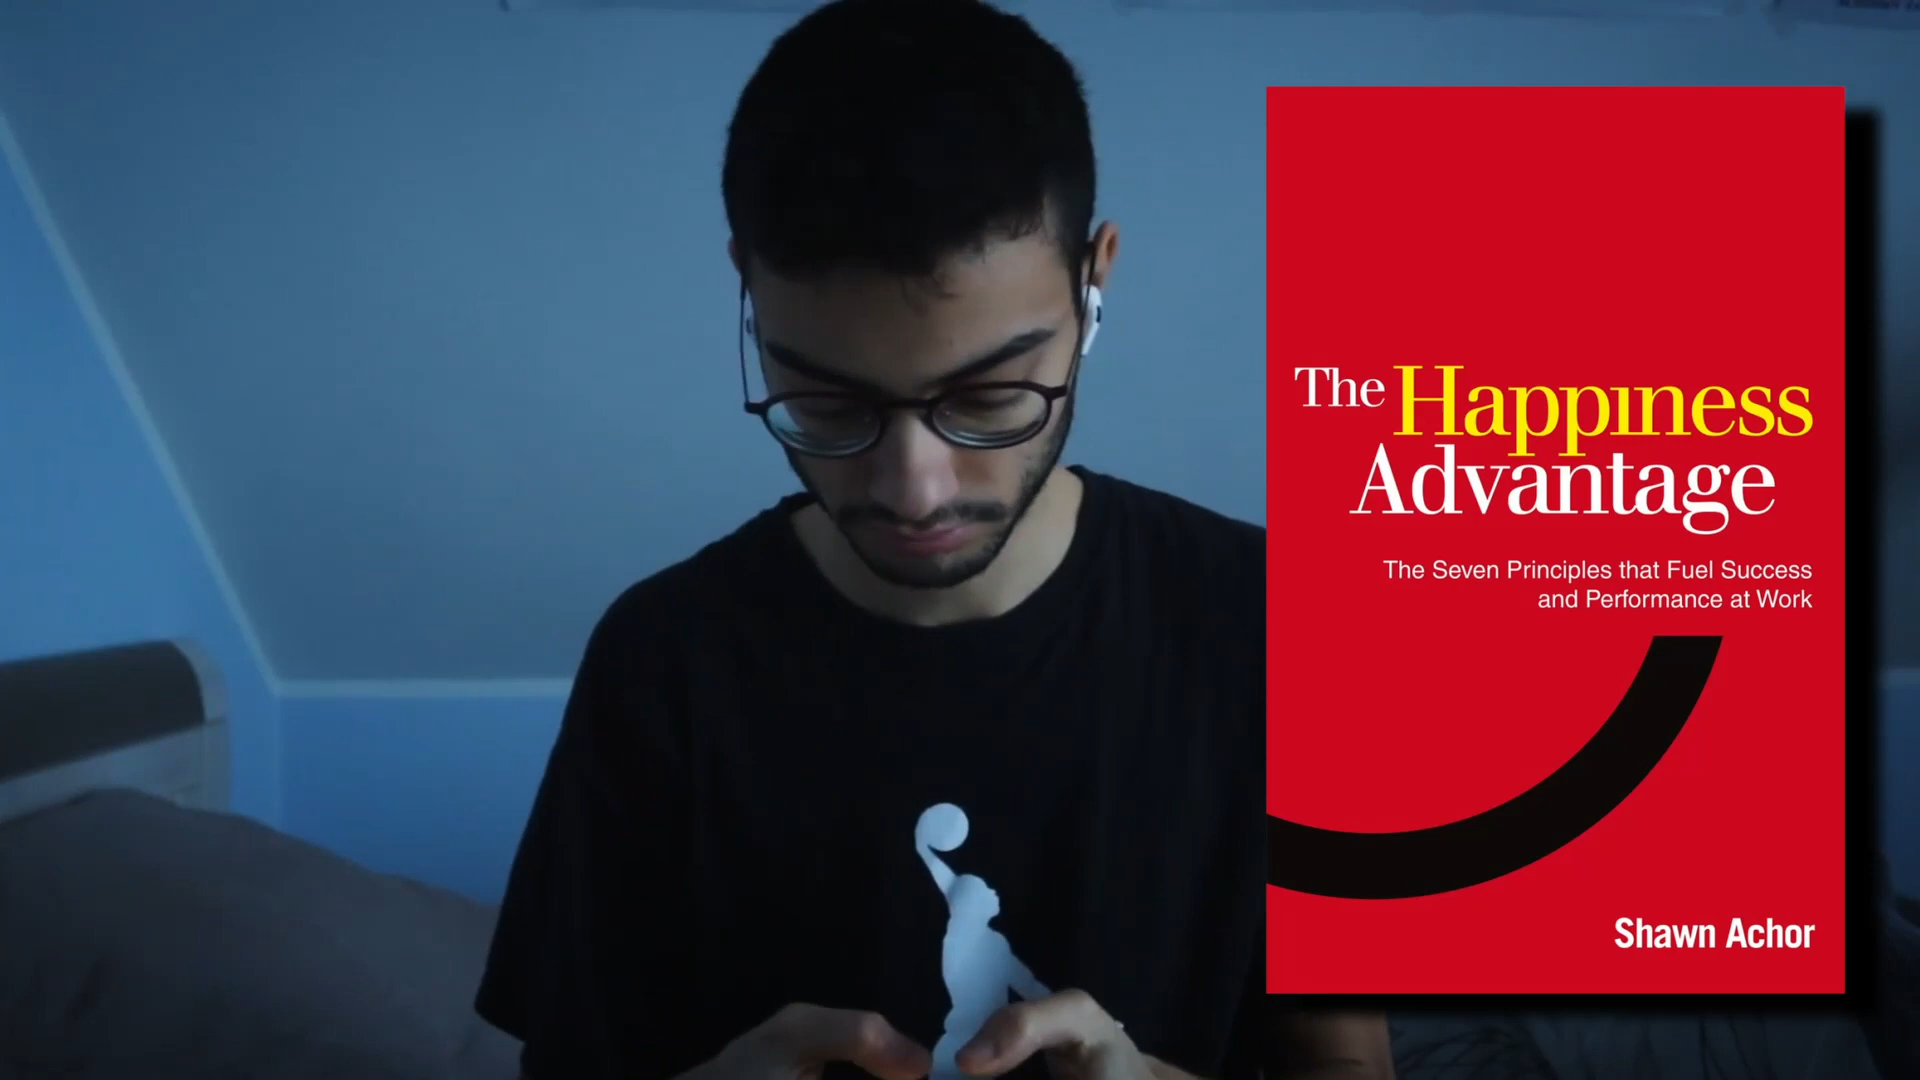 The Happiness
Advantage
The Seven Principles that Fuel Success
and Performance at Work
Shawn Achor